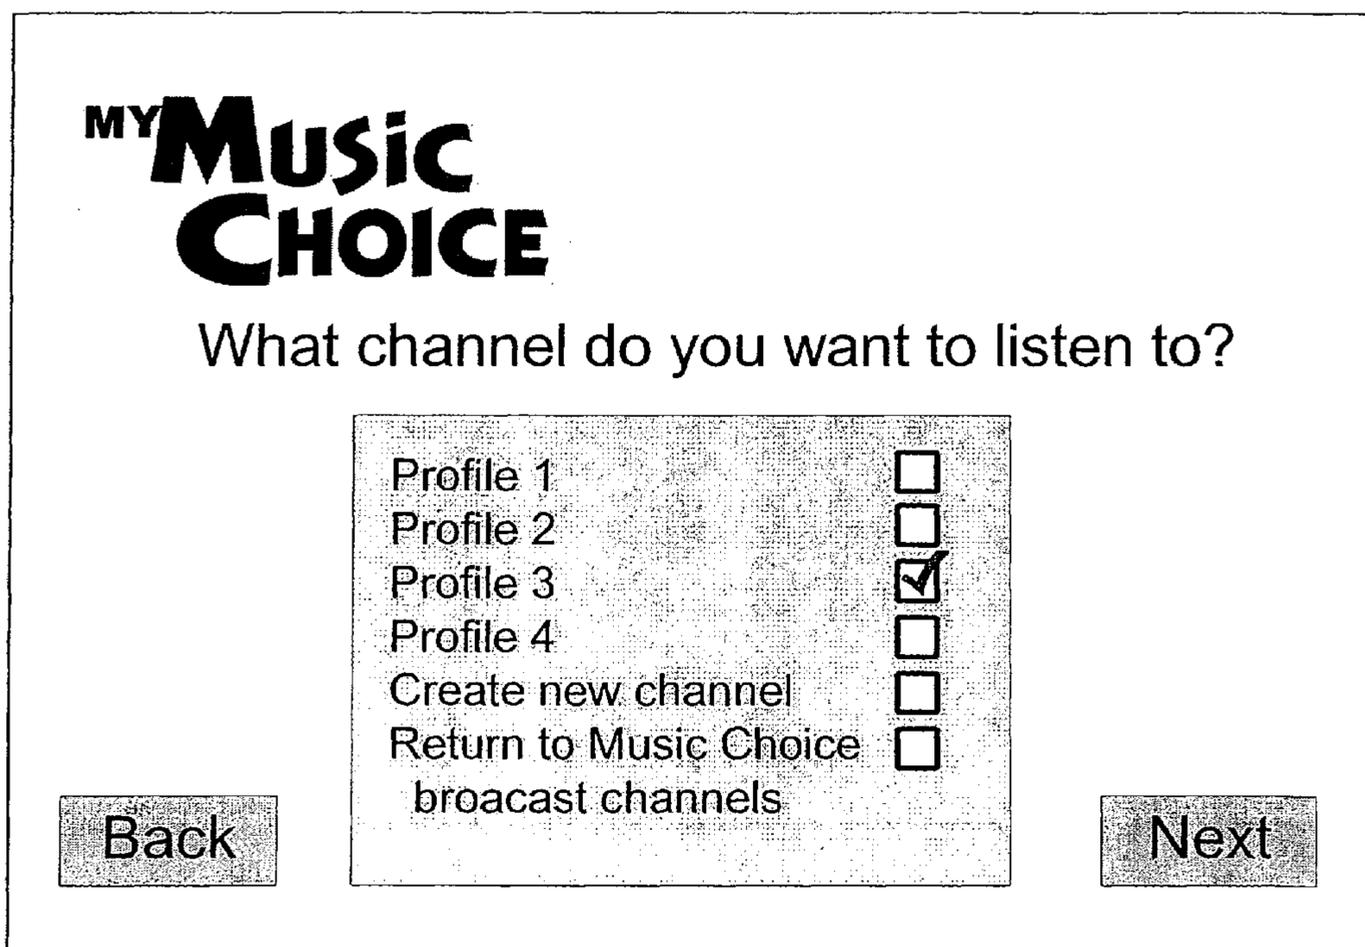 MY MUSIC
CHOICE
What channel do you want to listen to?
Profile 1
Profile 2
Profile 3
Profile 4
Create new channel
Return to Music Choice
broacast channels
Back
Next